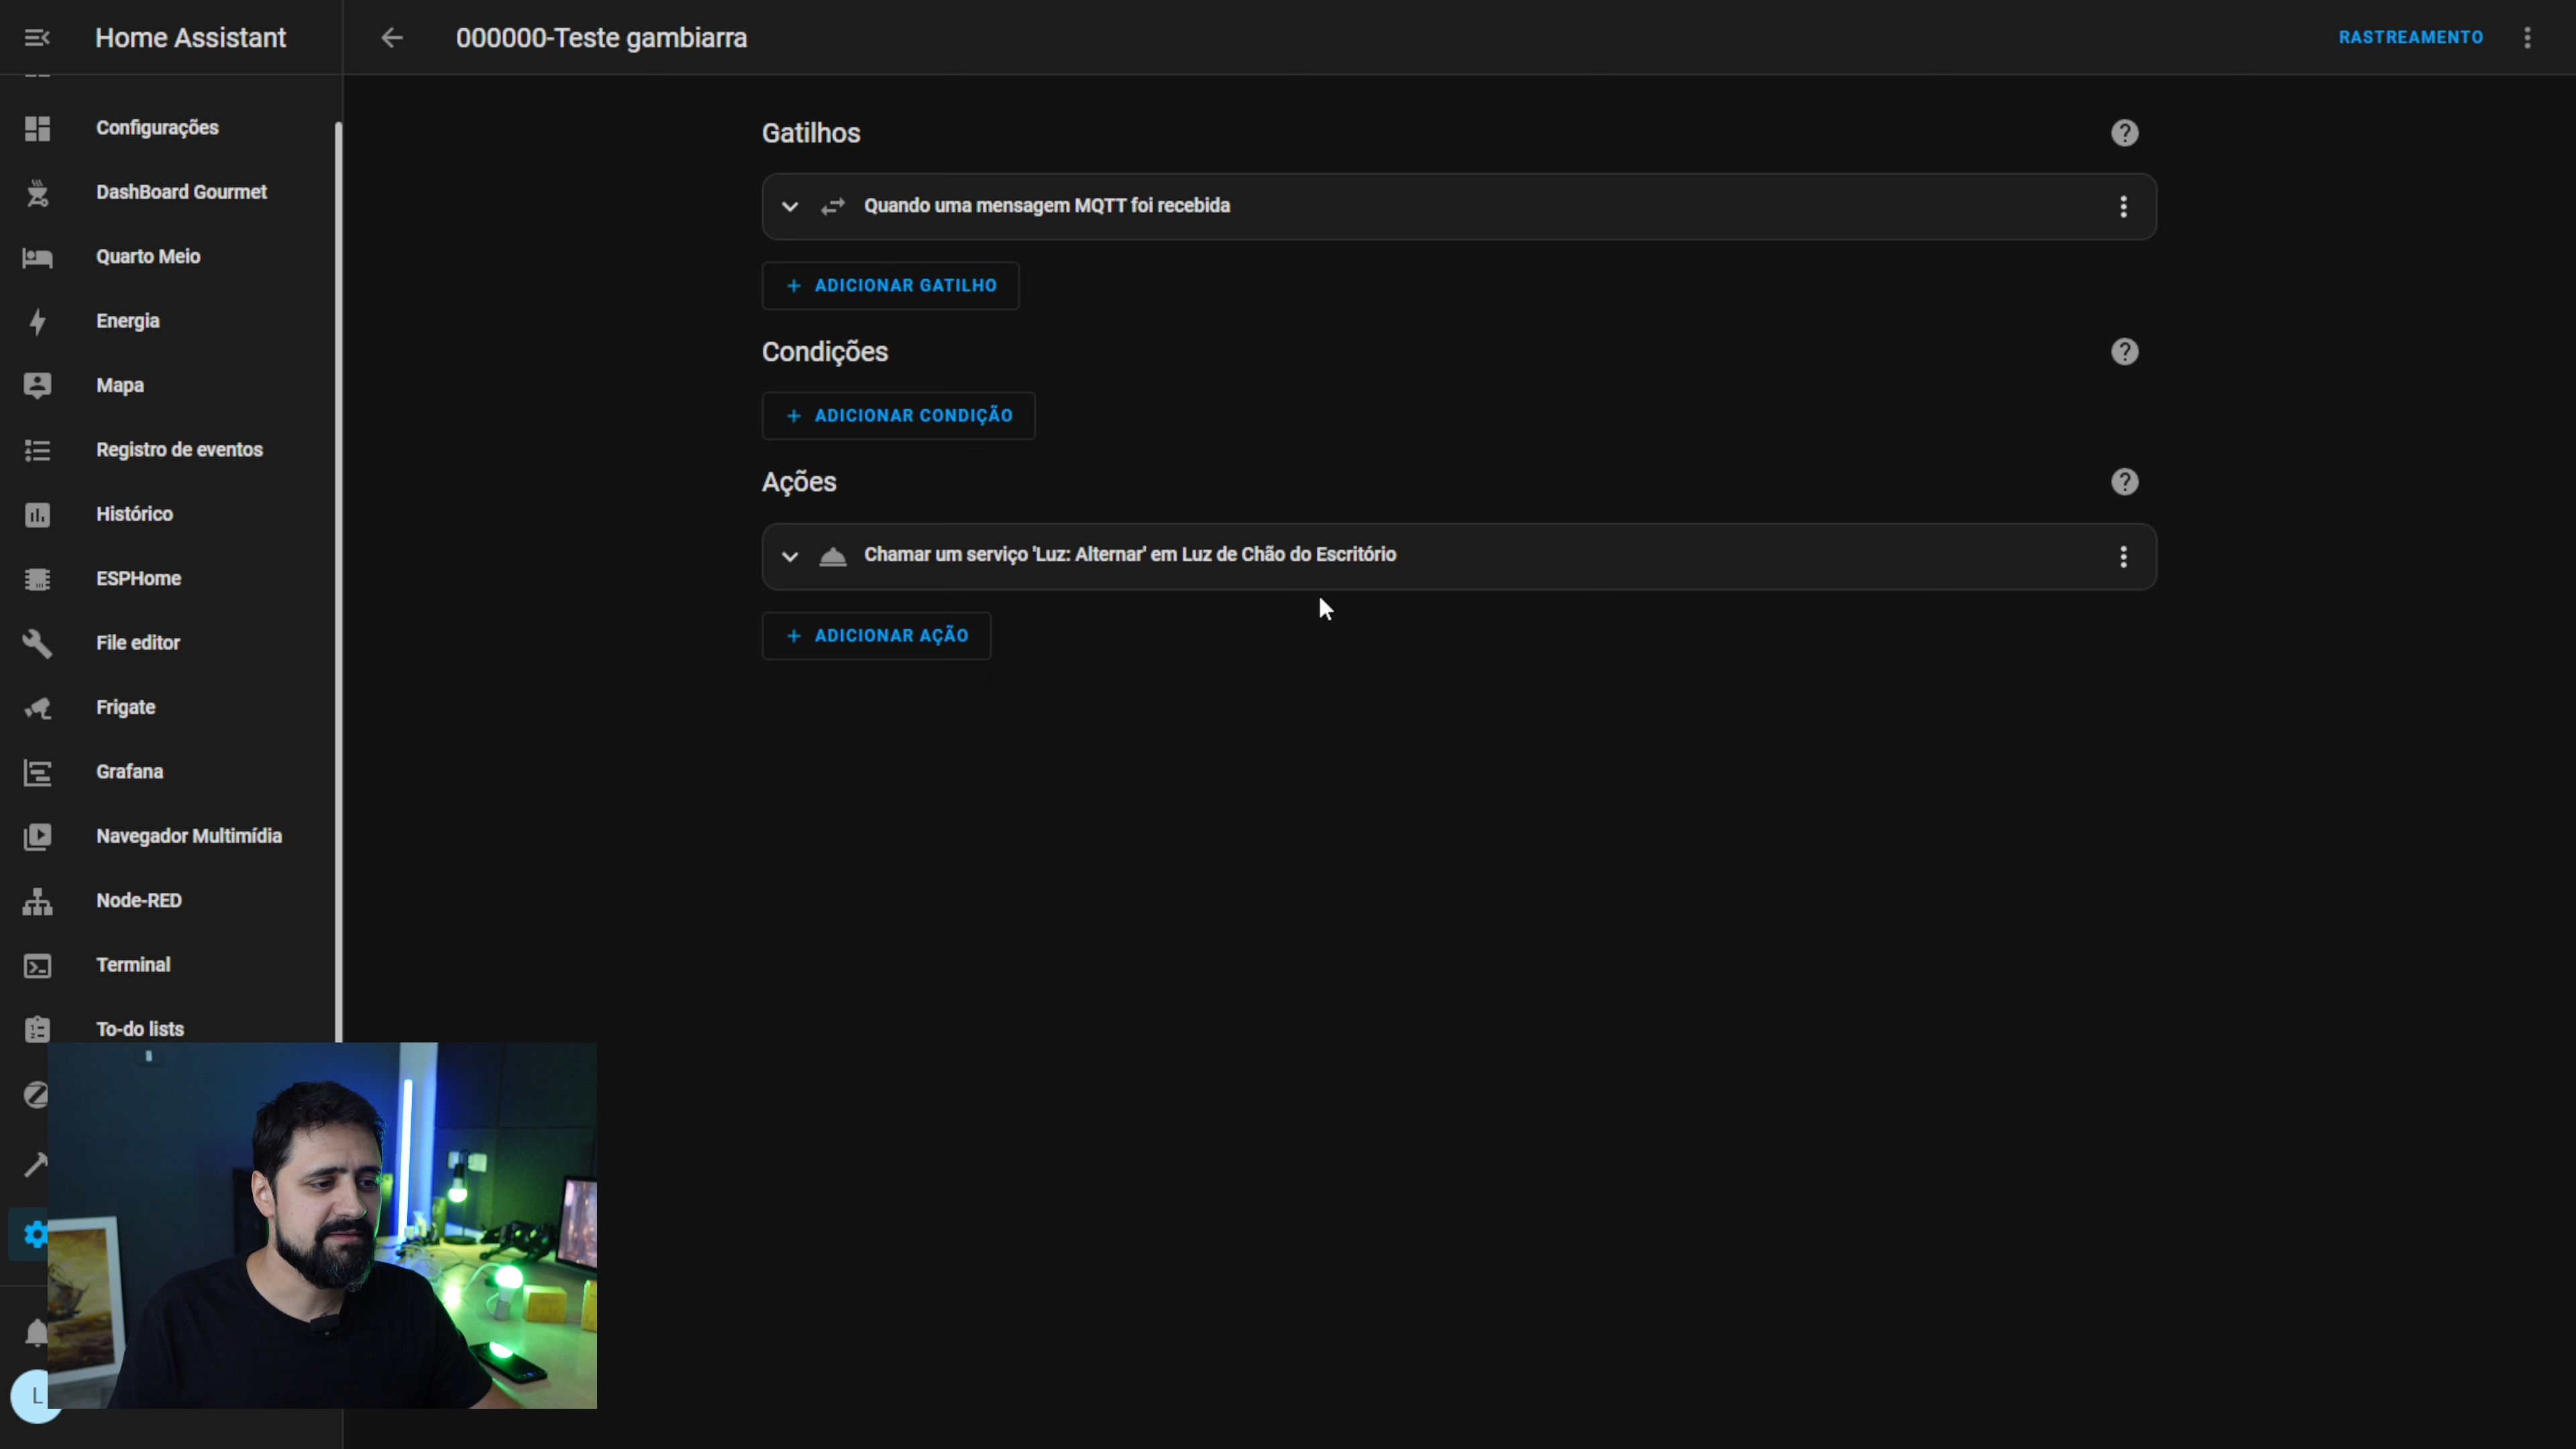 Home Assistant
000000-Teste gambiarra
RASTREAMENTO
Configurações
DashBoard Gourmet
Quarto Meio
Energia
Mapa
Registro de eventos
Histórico
ESPHome
File editor
Frigate
Grafana
Navegador Multimídia
Node-RED
Terminal
To-do lists
L
Gatilhos
Quando uma mensagem MQTT foi recebida
+ ADICIONAR GATILHO
Condições
+ ADICIONAR CONDIÇÃO
Ações
Chamar um serviço 'Luz: Alternar' em Luz de Chão do Escritório
+ ADICIONAR AÇÃO